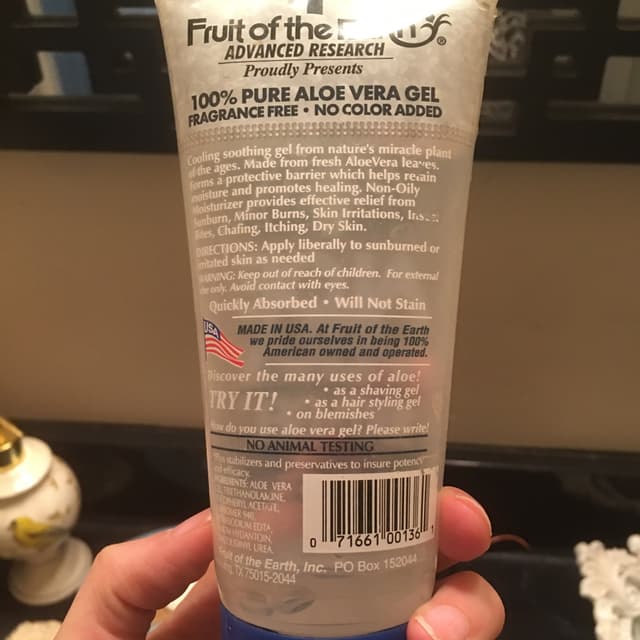 Fruit of the
ADVANCED RESEARCH
Proudly Presents
100% PURE ALOE VERA GEL
FRAGRANCE FREE • NO COLOR ADDED
Cooling soothing gel from nature's miracle plant
of the ages. Made from fresh AloeVera leaves.
Forms a protective barrier which helps retain
moisture and promotes healing. Non-Oily
Moisturizer provides effective relief from
Sunburn, Minor Burns, Skin Irritations,
Bites, Chafing, Itching, Dry Skin.
DIRECTIONS: Apply liberally to sunburned or
irritated skin as needed
WARNING: Keep out of reach of children. For external
use only. Avoid contact with eyes.
Quickly Absorbed • Will Not Stain
USA
MADE IN USA. At Fruit of the Earth
we pride ourselves in being 100%
American owned and operated.
Discover the many uses of aloe!
TRY IT!
• as a shaving gel
• as a hair styling gel
• on blemishes
How do you use aloe vera gel? Please write!
NO ANIMAL TESTING
stabilizers and preservatives to insure potency
efficacy.
INGREDIENTS: ALOE VERA
TRIETHANOLAMINE,
ACETATE,
940,
EDTA
HYDANTOIN,
UREA.
0 71661 00136 1
Fruit of the Earth, Inc. PO Box 152044
TX 75015-2044